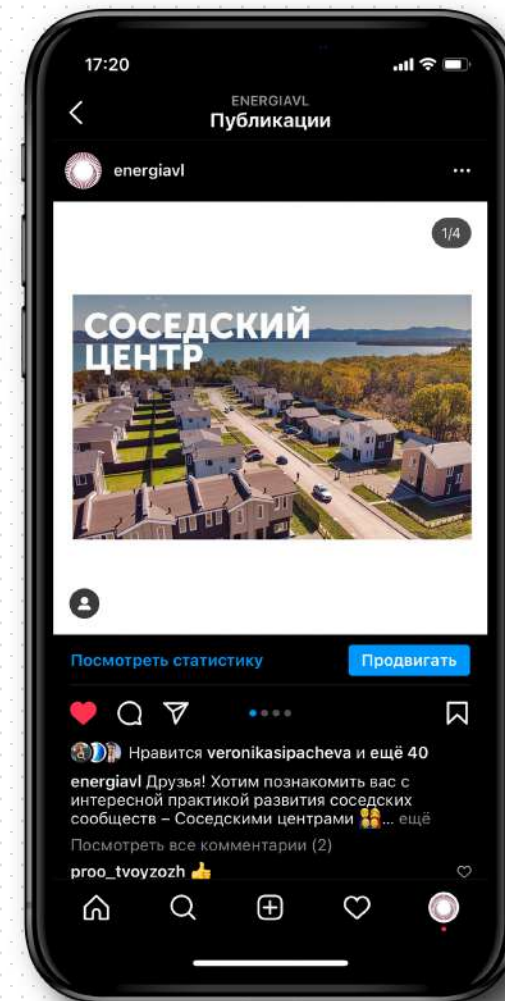 17:20
ENERGIAVL
Публикации
energiavl
1/4
СОСЕДСКИЙ
ЦЕНТР
Посмотреть статистику
Продвигать
Нравится veronikasipacheva и ещё 40
energiavl Друзья! Хотим познакомить вас с
интересной практикой развития соседских
сообществ – Соседскими центрами ... ещё
Посмотреть все комментарии (2)
proo_tvoyzozh